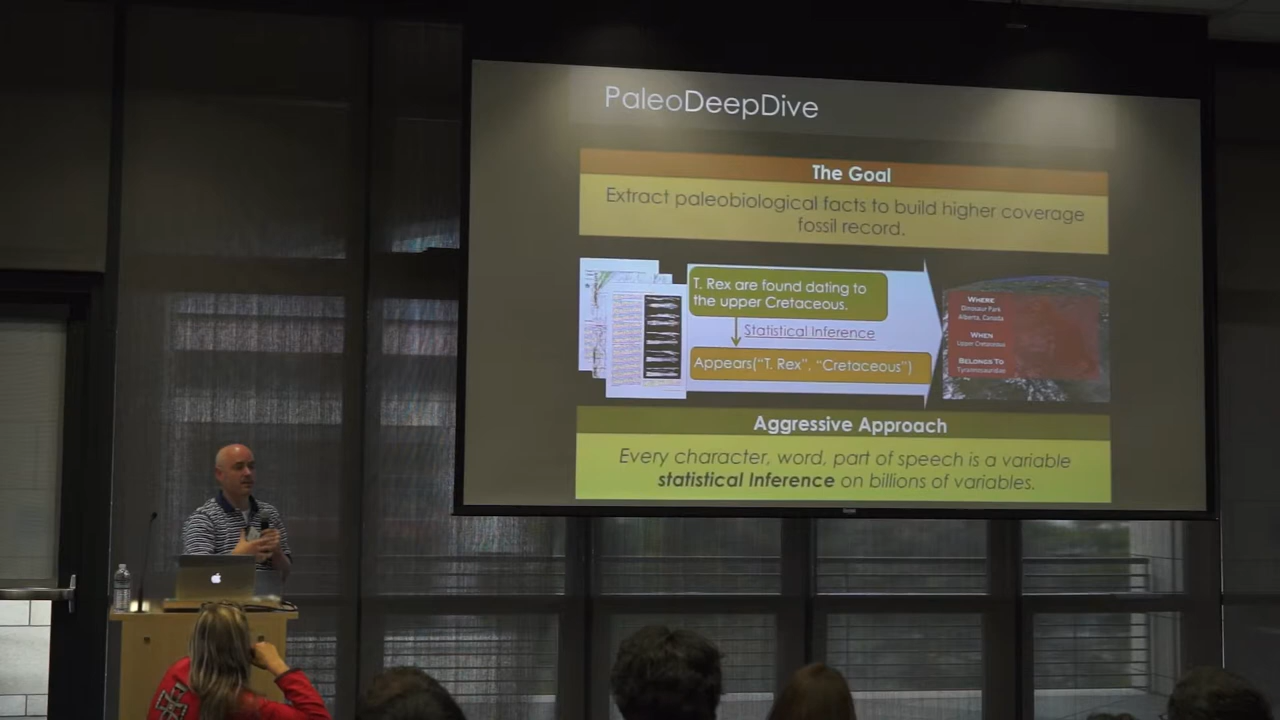 PaleoDeepDive
The Goal
Extract paleobiological facts to build higher coverage
fossil record.
T. Rex are found dating to
the upper Cretaceous.
Statistical Inference
Appears("T. Rex", "Cretaceous")
WHERE
Dinosaur Park
Alberta, Canada
WHEN
Upper Cretaceous
BELONGS TO
Tyrannosauridae
Aggressive Approach
Every character, word, part of speech is a variable
statistical Inference on billions of variables.